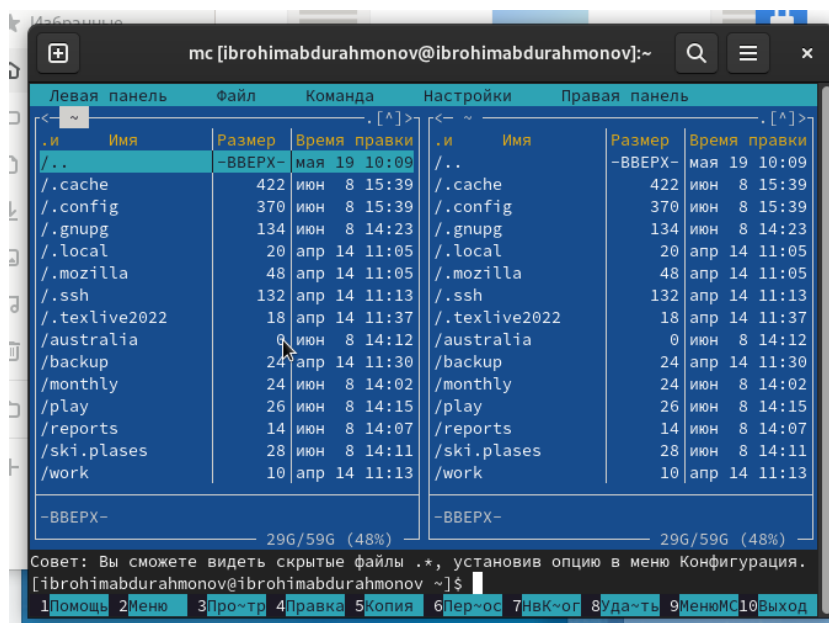 Избранные
mc [ibrohimabdurahmonov@ibrohimabdurahmonov]:~
Левая панель Файл Команда Настройки Правая панель
<- ~ .[^]> <- ~ .[^]>
.и Имя Размер Время правки .и Имя Размер Время правки
/.. -ВВЕРХ- мая 19 10:09 /.. -ВВЕРХ- мая 19 10:09
/.cache 422 июн 8 15:39 /.cache 422 июн 8 15:39
/.config 370 июн 8 15:39 /.config 370 июн 8 15:39
/.gnupg 134 июн 8 14:23 /.gnupg 134 июн 8 14:23
/.local 20 апр 14 11:05 /.local 20 апр 14 11:05
/.mozilla 48 апр 14 11:05 /.mozilla 48 апр 14 11:05
/.ssh 132 апр 14 11:13 /.ssh 132 апр 14 11:13
/.texlive2022 18 апр 14 11:37 /.texlive2022 18 апр 14 11:37
/australia 0 июн 8 14:12 /australia 0 июн 8 14:12
/backup 24 апр 14 11:30 /backup 24 апр 14 11:30
/monthly 24 июн 8 14:02 /monthly 24 июн 8 14:02
/play 26 июн 8 14:15 /play 26 июн 8 14:15
/reports 14 июн 8 14:07 /reports 14 июн 8 14:07
/ski.plases 28 июн 8 14:11 /ski.plases 28 июн 8 14:11
/work 10 апр 14 11:13 /work 10 апр 14 11:13
-ВВЕРХ- -ВВЕРХ-
29G/59G (48%) 29G/59G (48%)
Совет: Вы сможете видеть скрытые файлы .*, установив опцию в меню Конфигурация.
[ibrohimabdurahmonov@ibrohimabdurahmonov ~]$
1Помощь 2Меню 3Про~тр 4Правка 5Копия 6Пер~ос 7НвК~ог 8Уда~ть 9МенюMC 10Выход